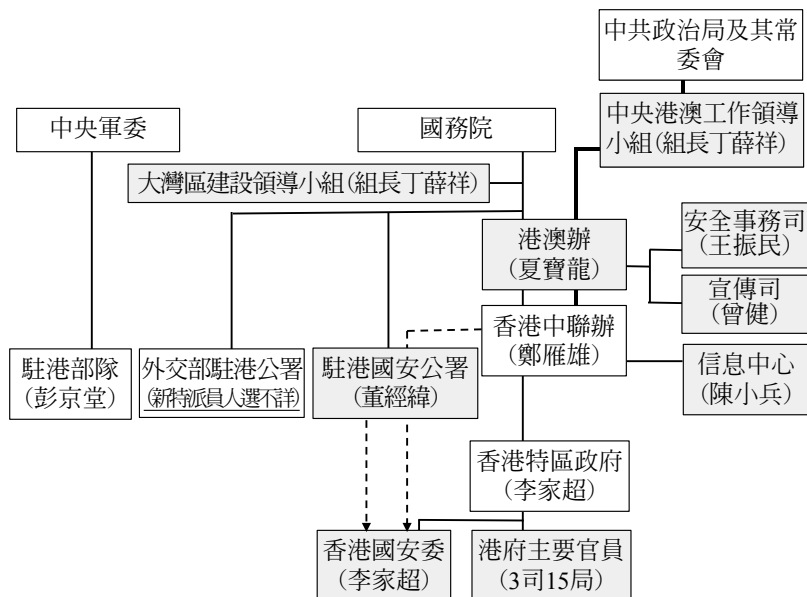 中共政治局及其常
委會
中央軍委
國務院
中央港澳工作領導
小組(組長丁薛祥)
大灣區建設領導小組(組長丁薛祥)
港澳辦
(夏寶龍)
安全事務司
(王振民)
宣傳司
(曾健)
香港中聯辦
(鄭雁雄)
駐港部隊
(彭京堂)
外交部駐港公署
(新特派員人選不詳)
駐港國安公署
(董經緯)
信息中心
(陳小兵)
香港特區政府
(李家超)
香港國安委
(李家超)
港府主要官員
(3司15局)